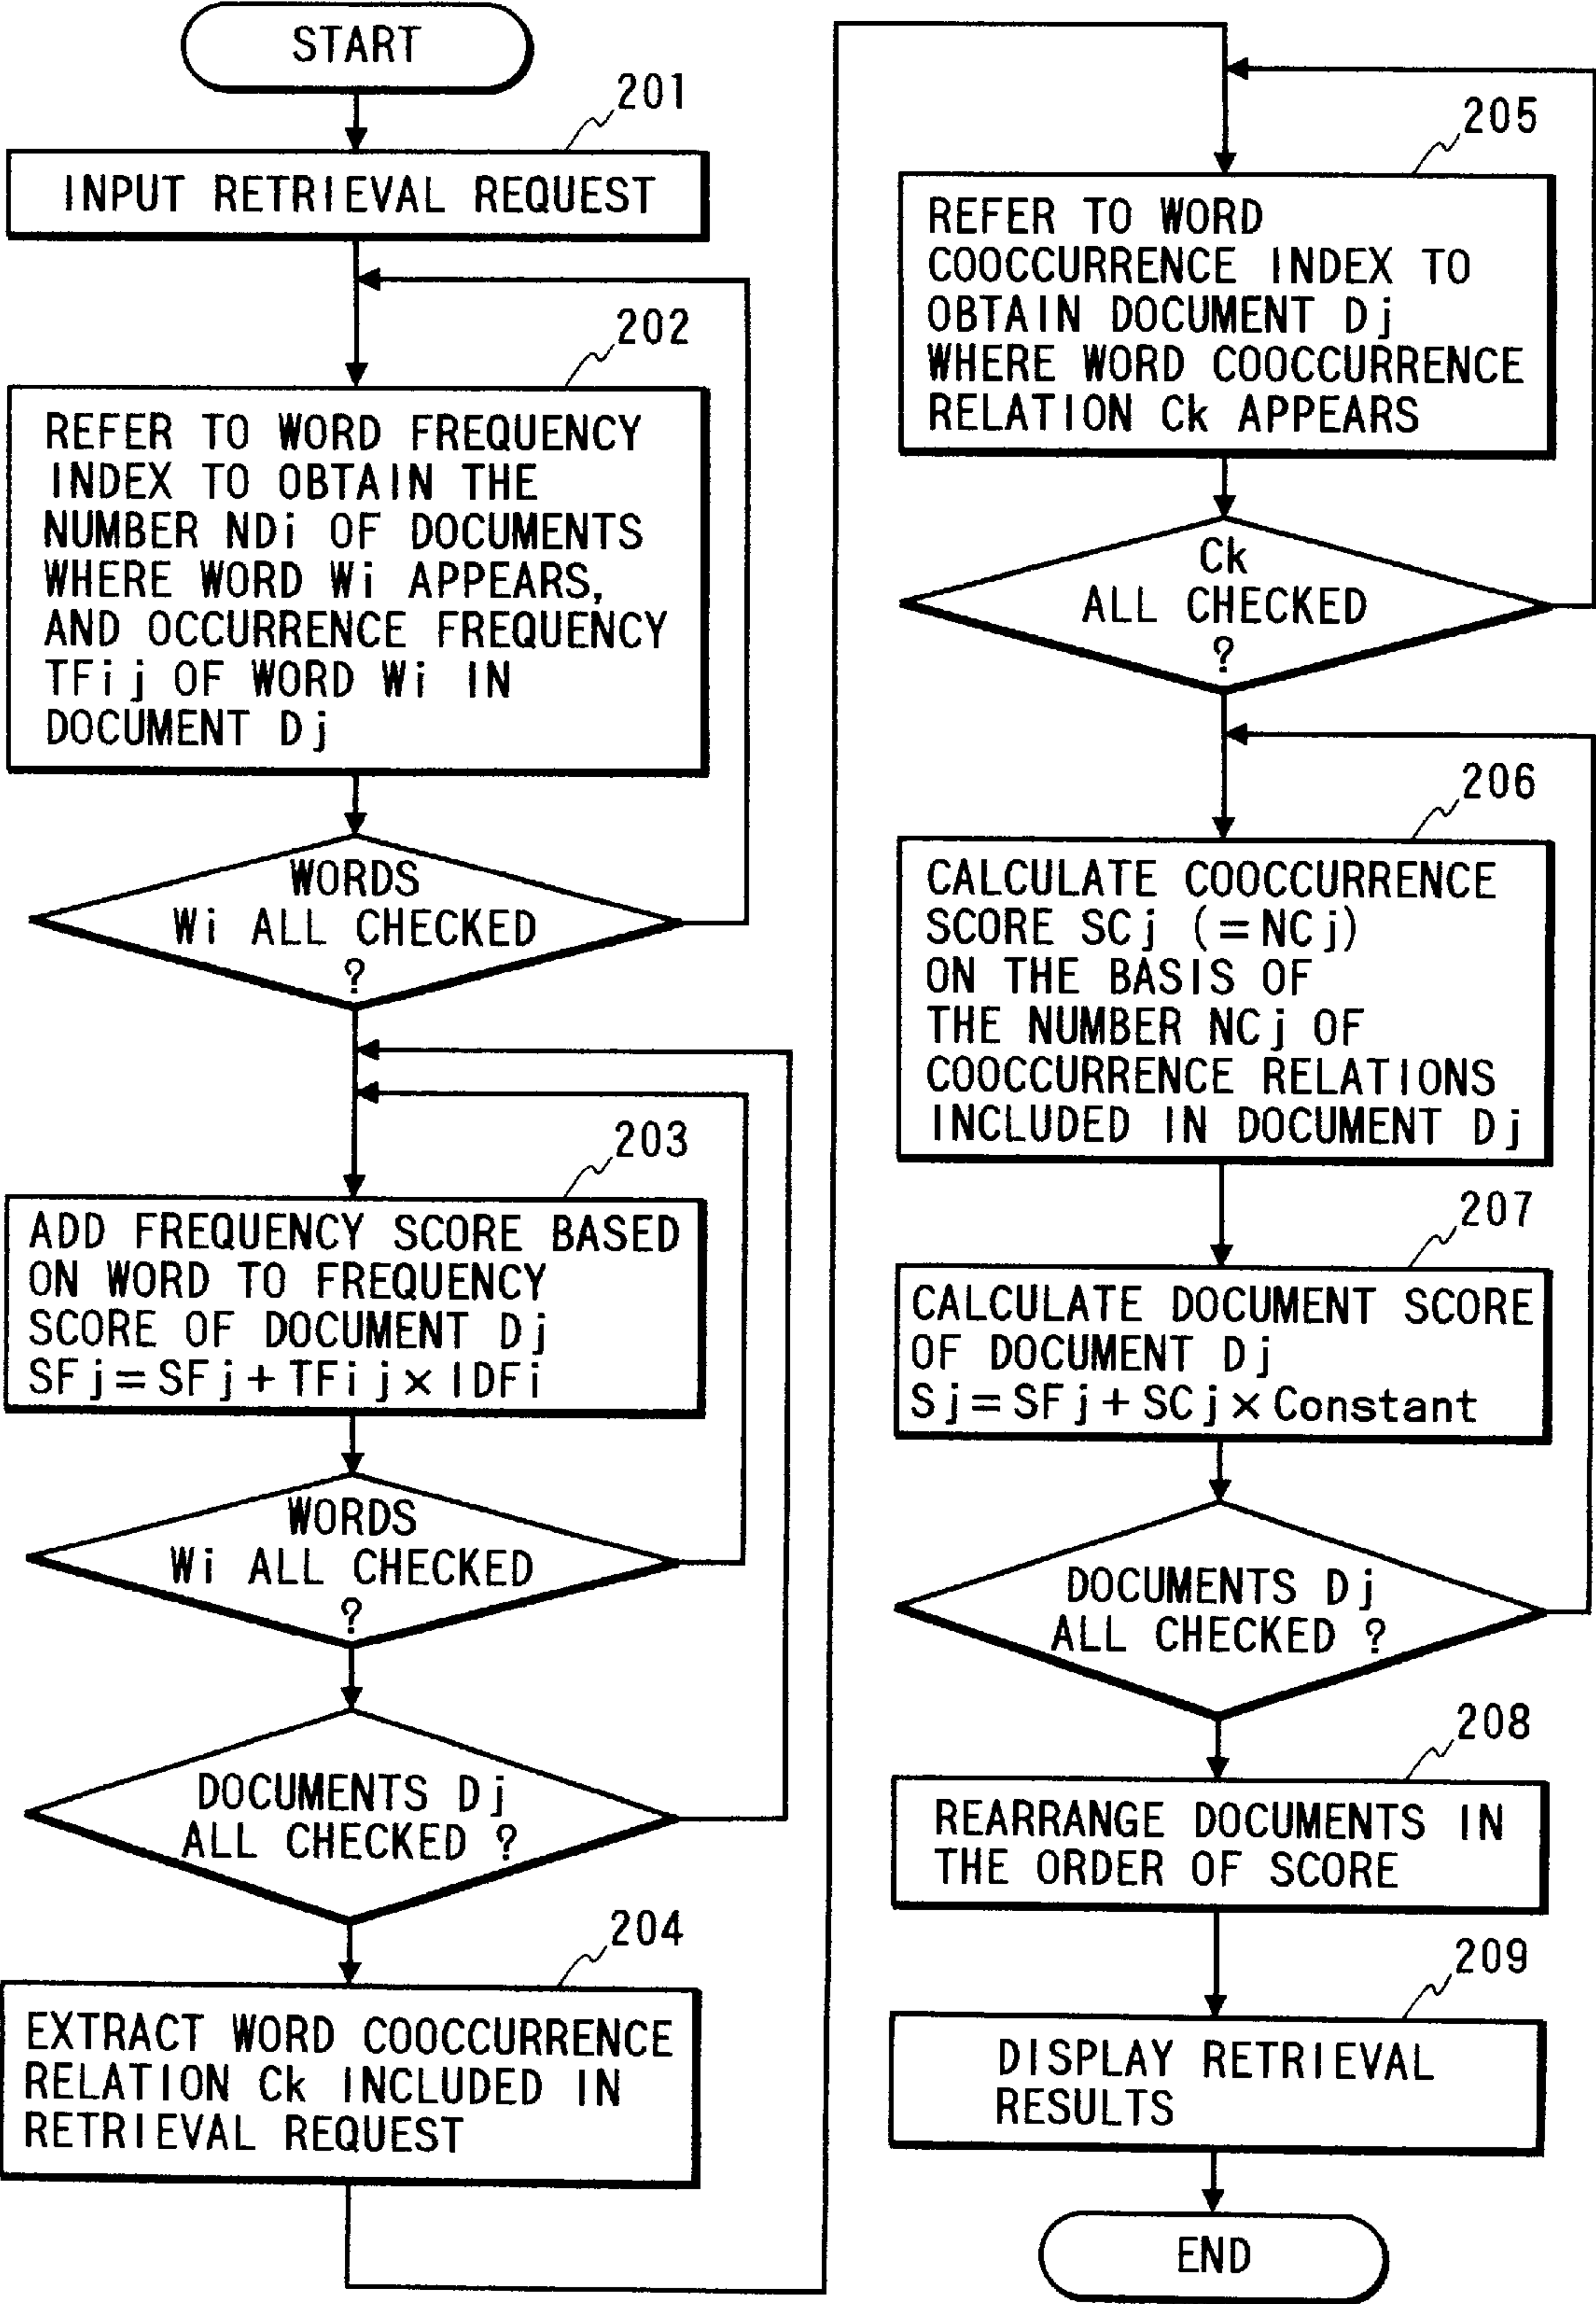 START
201
INPUT RETRIEVAL REQUEST
202
REFER TO WORD FREQUENCY
INDEX TO OBTAIN THE
NUMBER NDi OF DOCUMENTS
WHERE WORD Wi APPEARS,
AND OCCURRENCE FREQUENCY
TFij OF WORD Wi IN
DOCUMENT Dj
WORDS
Wi ALL CHECKED
?
203
ADD FREQUENCY SCORE BASED
ON WORD TO FREQUENCY
SCORE OF DOCUMENT Dj
SFj=SFj+TFij×IDFi
WORDS
Wi ALL CHECKED
?
DOCUMENTS Dj
ALL CHECKED ?
204
EXTRACT WORD COOCCURRENCE
RELATION Ck INCLUDED IN
RETRIEVAL REQUEST
205
REFER TO WORD
COOCCURRENCE INDEX TO
OBTAIN DOCUMENT Dj
WHERE WORD COOCCURRENCE
RELATION Ck APPEARS
Ck
ALL CHECKED
?
206
CALCULATE COOCCURRENCE
SCORE SCj (=NCj)
ON THE BASIS OF
THE NUMBER NCj OF
COOCCURRENCE RELATIONS
INCLUDED IN DOCUMENT Dj
207
CALCULATE DOCUMENT SCORE
OF DOCUMENT Dj
Sj=SFj+SCj×Constant
DOCUMENTS Dj
ALL CHECKED ?
208
REARRANGE DOCUMENTS IN
THE ORDER OF SCORE
209
DISPLAY RETRIEVAL
RESULTS
END